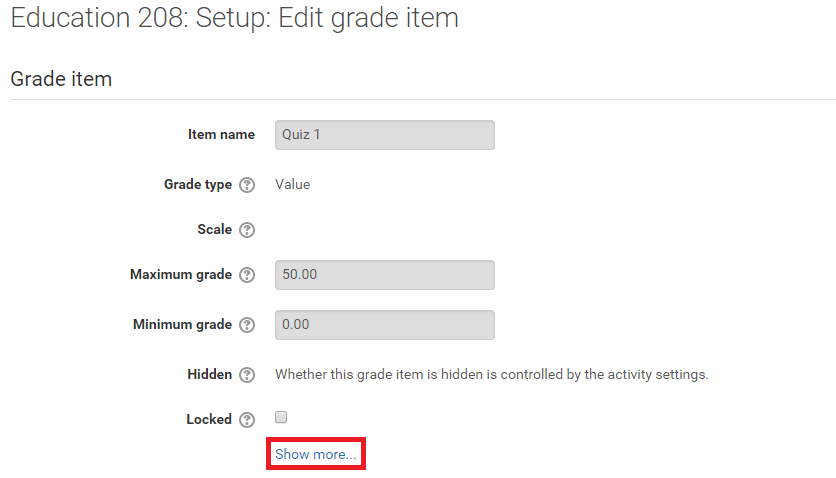 Education 208: Setup: Edit grade item
Grade item
Item name Quiz 1
Grade type ? Value
Scale ?
Maximum grade ? 50.00
Minimum grade ? 0.00
Hidden ? Whether this grade item is hidden is controlled by the activity settings.
Locked ?
Show more...